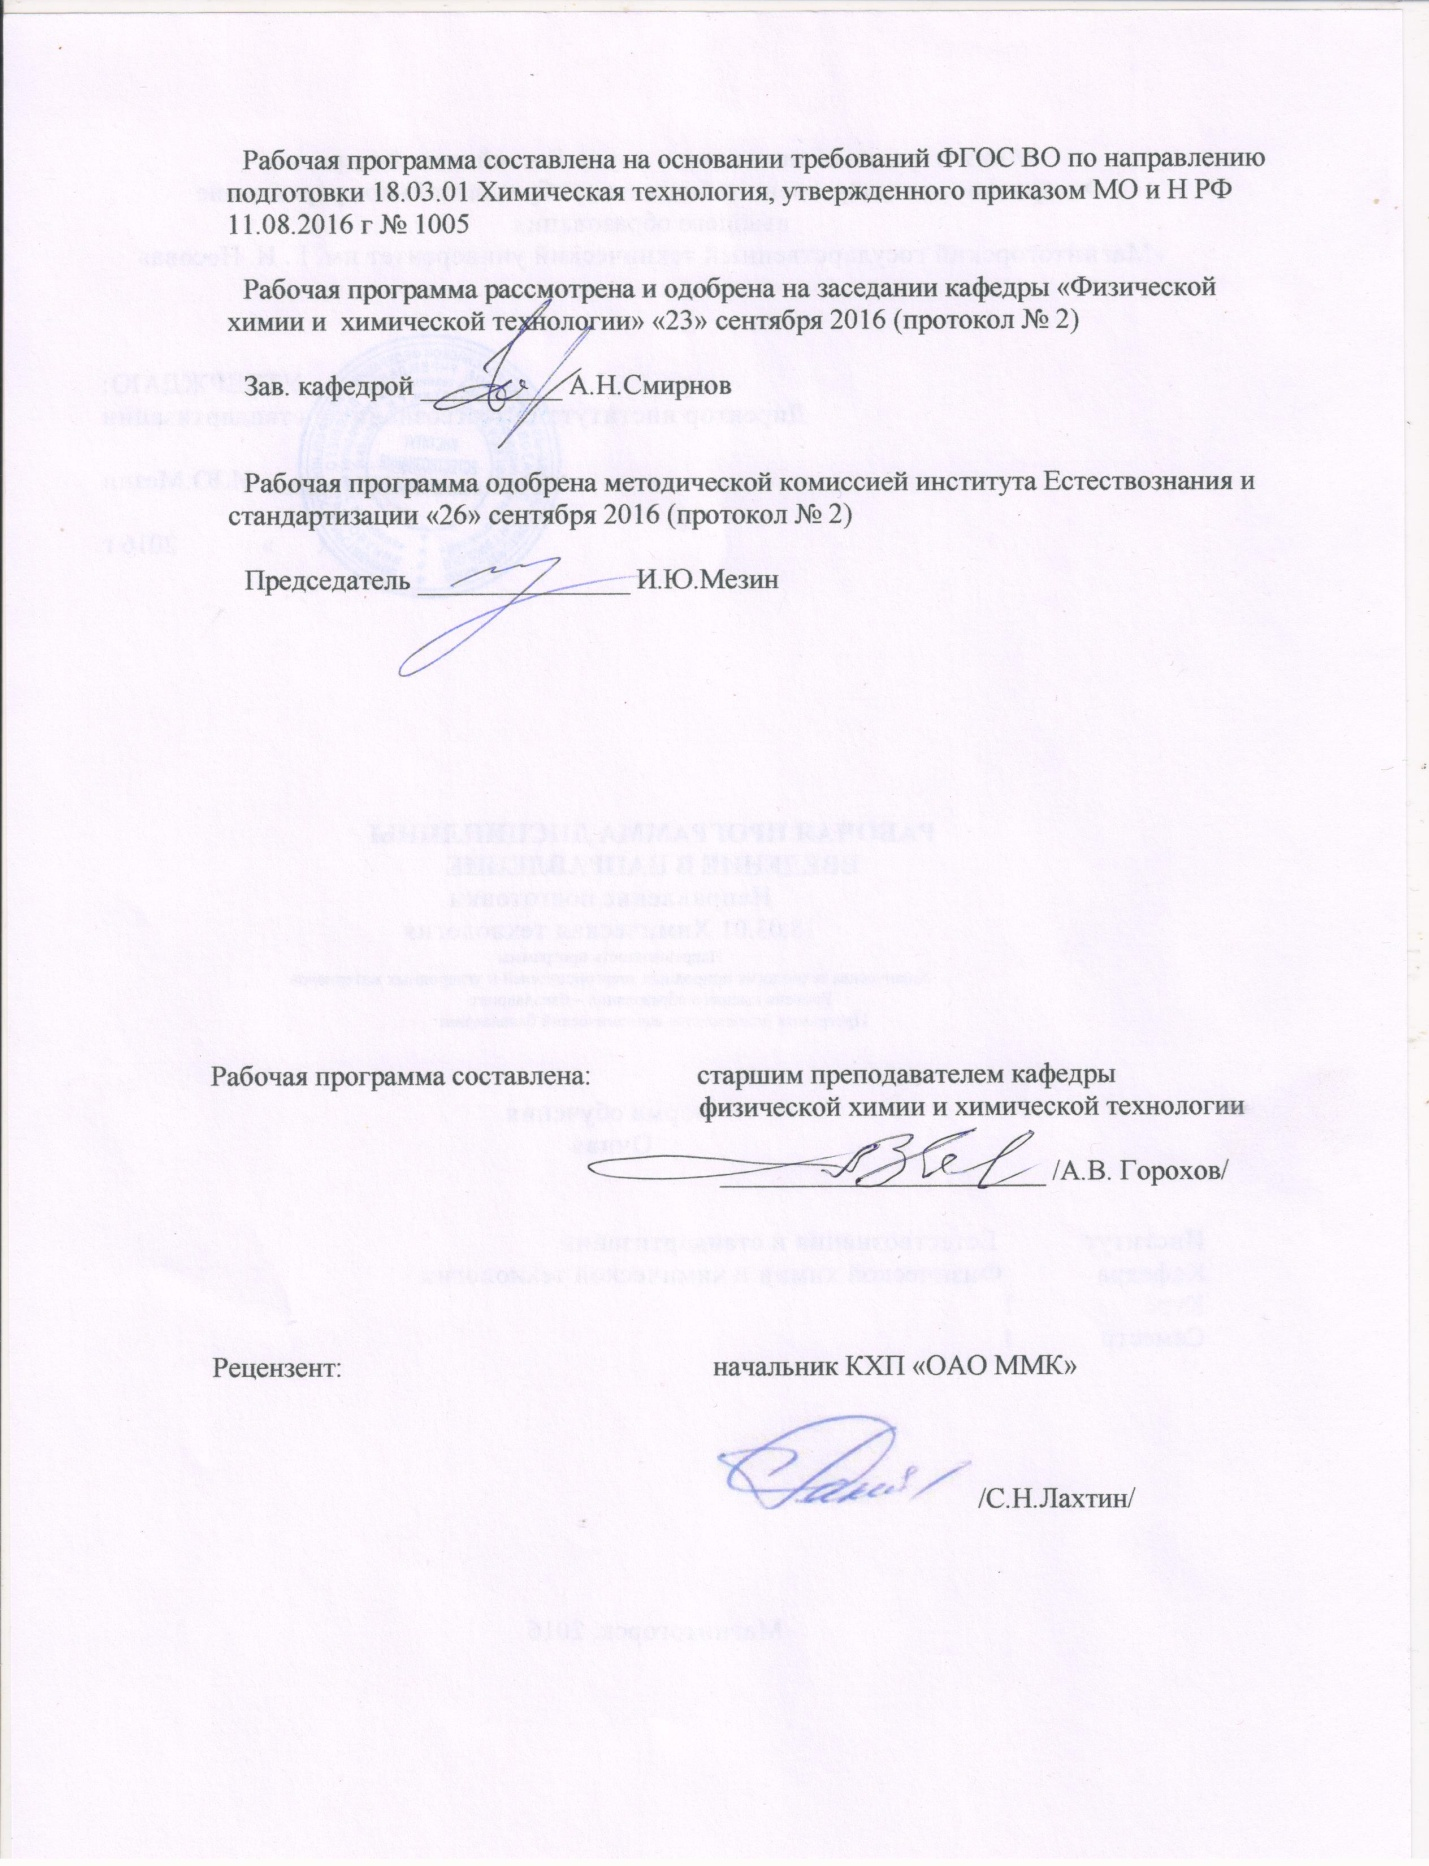 Рабочая программа составлена на основании требований ФГОС ВО по направлению
подготовки 18.03.01 Химическая технология, утвержденного приказом МО и Н РФ
11.08.2016 г № 1005
Рабочая программа рассмотрена и одобрена на заседании кафедры «Физической
химии и химической технологии» «23» сентября 2016 (протокол № 2)
Зав. кафедрой __________ А.Н.Смирнов
Рабочая программа одобрена методической комиссией института Естествознания и
стандартизации «26» сентября 2016 (протокол № 2)
Председатель _______________ И.Ю.Мезин
Рабочая программа составлена: старшим преподавателем кафедры
физической химии и химической технологии
_______________________ /А.В. Горохов/
Рецензент: начальник КХП «ОАО ММК»
/С.Н.Лахтин/